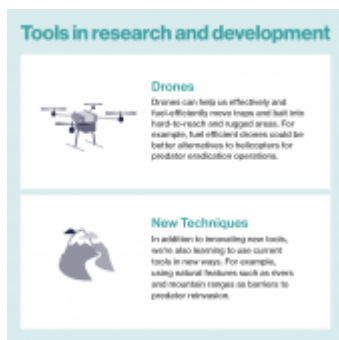 Tools in research and development
Drones
Drones can help us effectively and
fuel-efficiently move traps and bait into
hard-to-reach and rugged areas. For
example, fuel efficient drones could be
better alternatives to helicopters for
predator eradication operations.
New Techniques
In addition to innovating new tools,
we're also learning to use current
tools in new ways. For example,
using natural features such as rivers
and mountain ranges as barriers to
predator reinvasion.